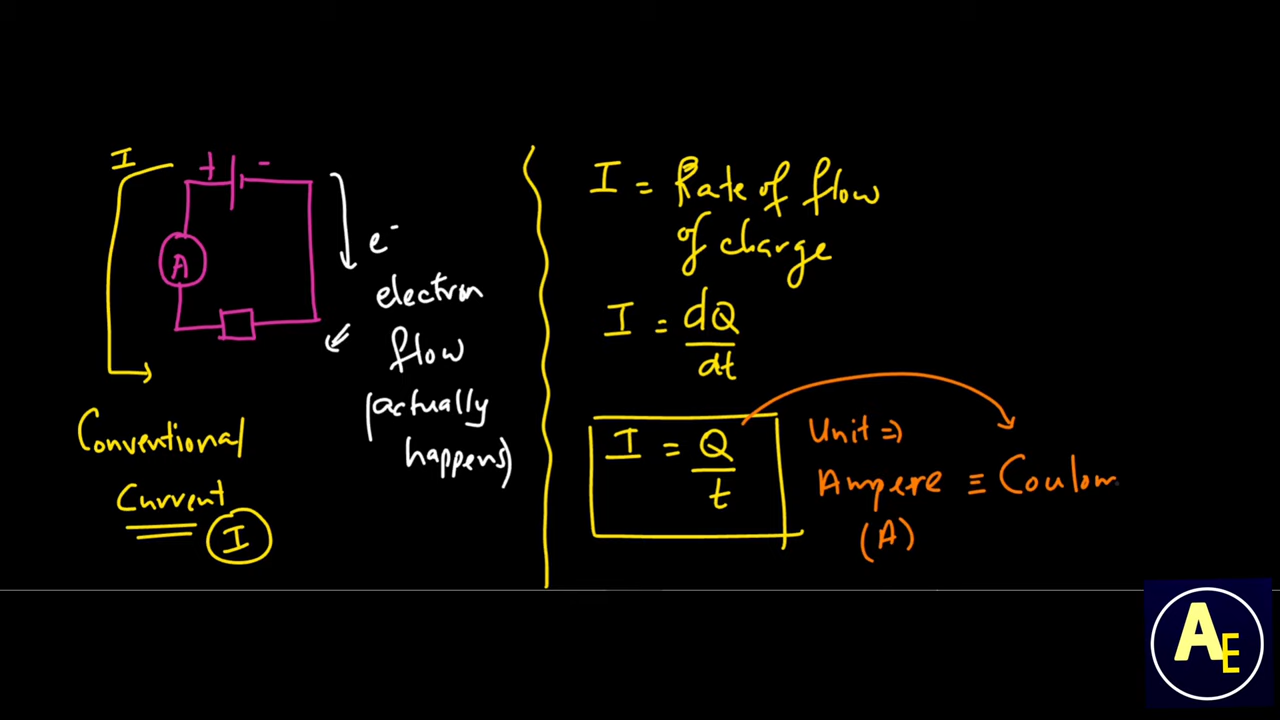 I
+ -
A
e-
electron
flow
(actually
happens)
Conventional
Current
I
I = Rate of flow
of charge
I = dQ/dt
I = Q/t
Unit ⇒
Ampere ≡ Coulom
(A)
AE